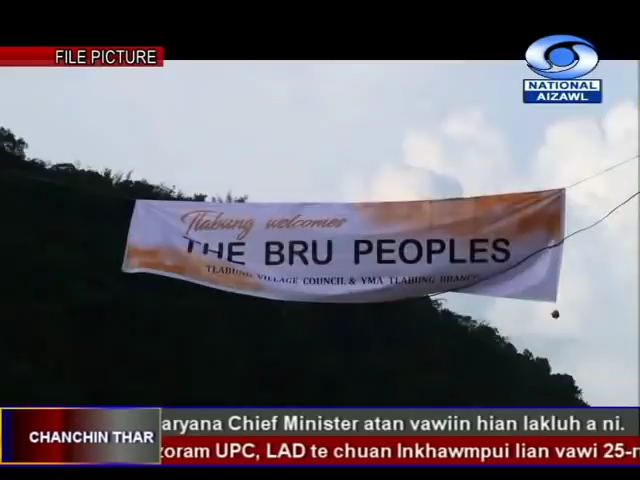 FILE PICTURE
NATIONAL
AIZAWL
Tlabung welcomes
THE BRU PEOPLES
TLABUNG VILLAGE COUNCIL & YMA TLABUNG BRANCH
CHANCHIN THAR
aryana Chief Minister atan vawiin hian lakluh a ni.
zoram UPC, LAD te chuan Inkhawmpui lian vawi 25-